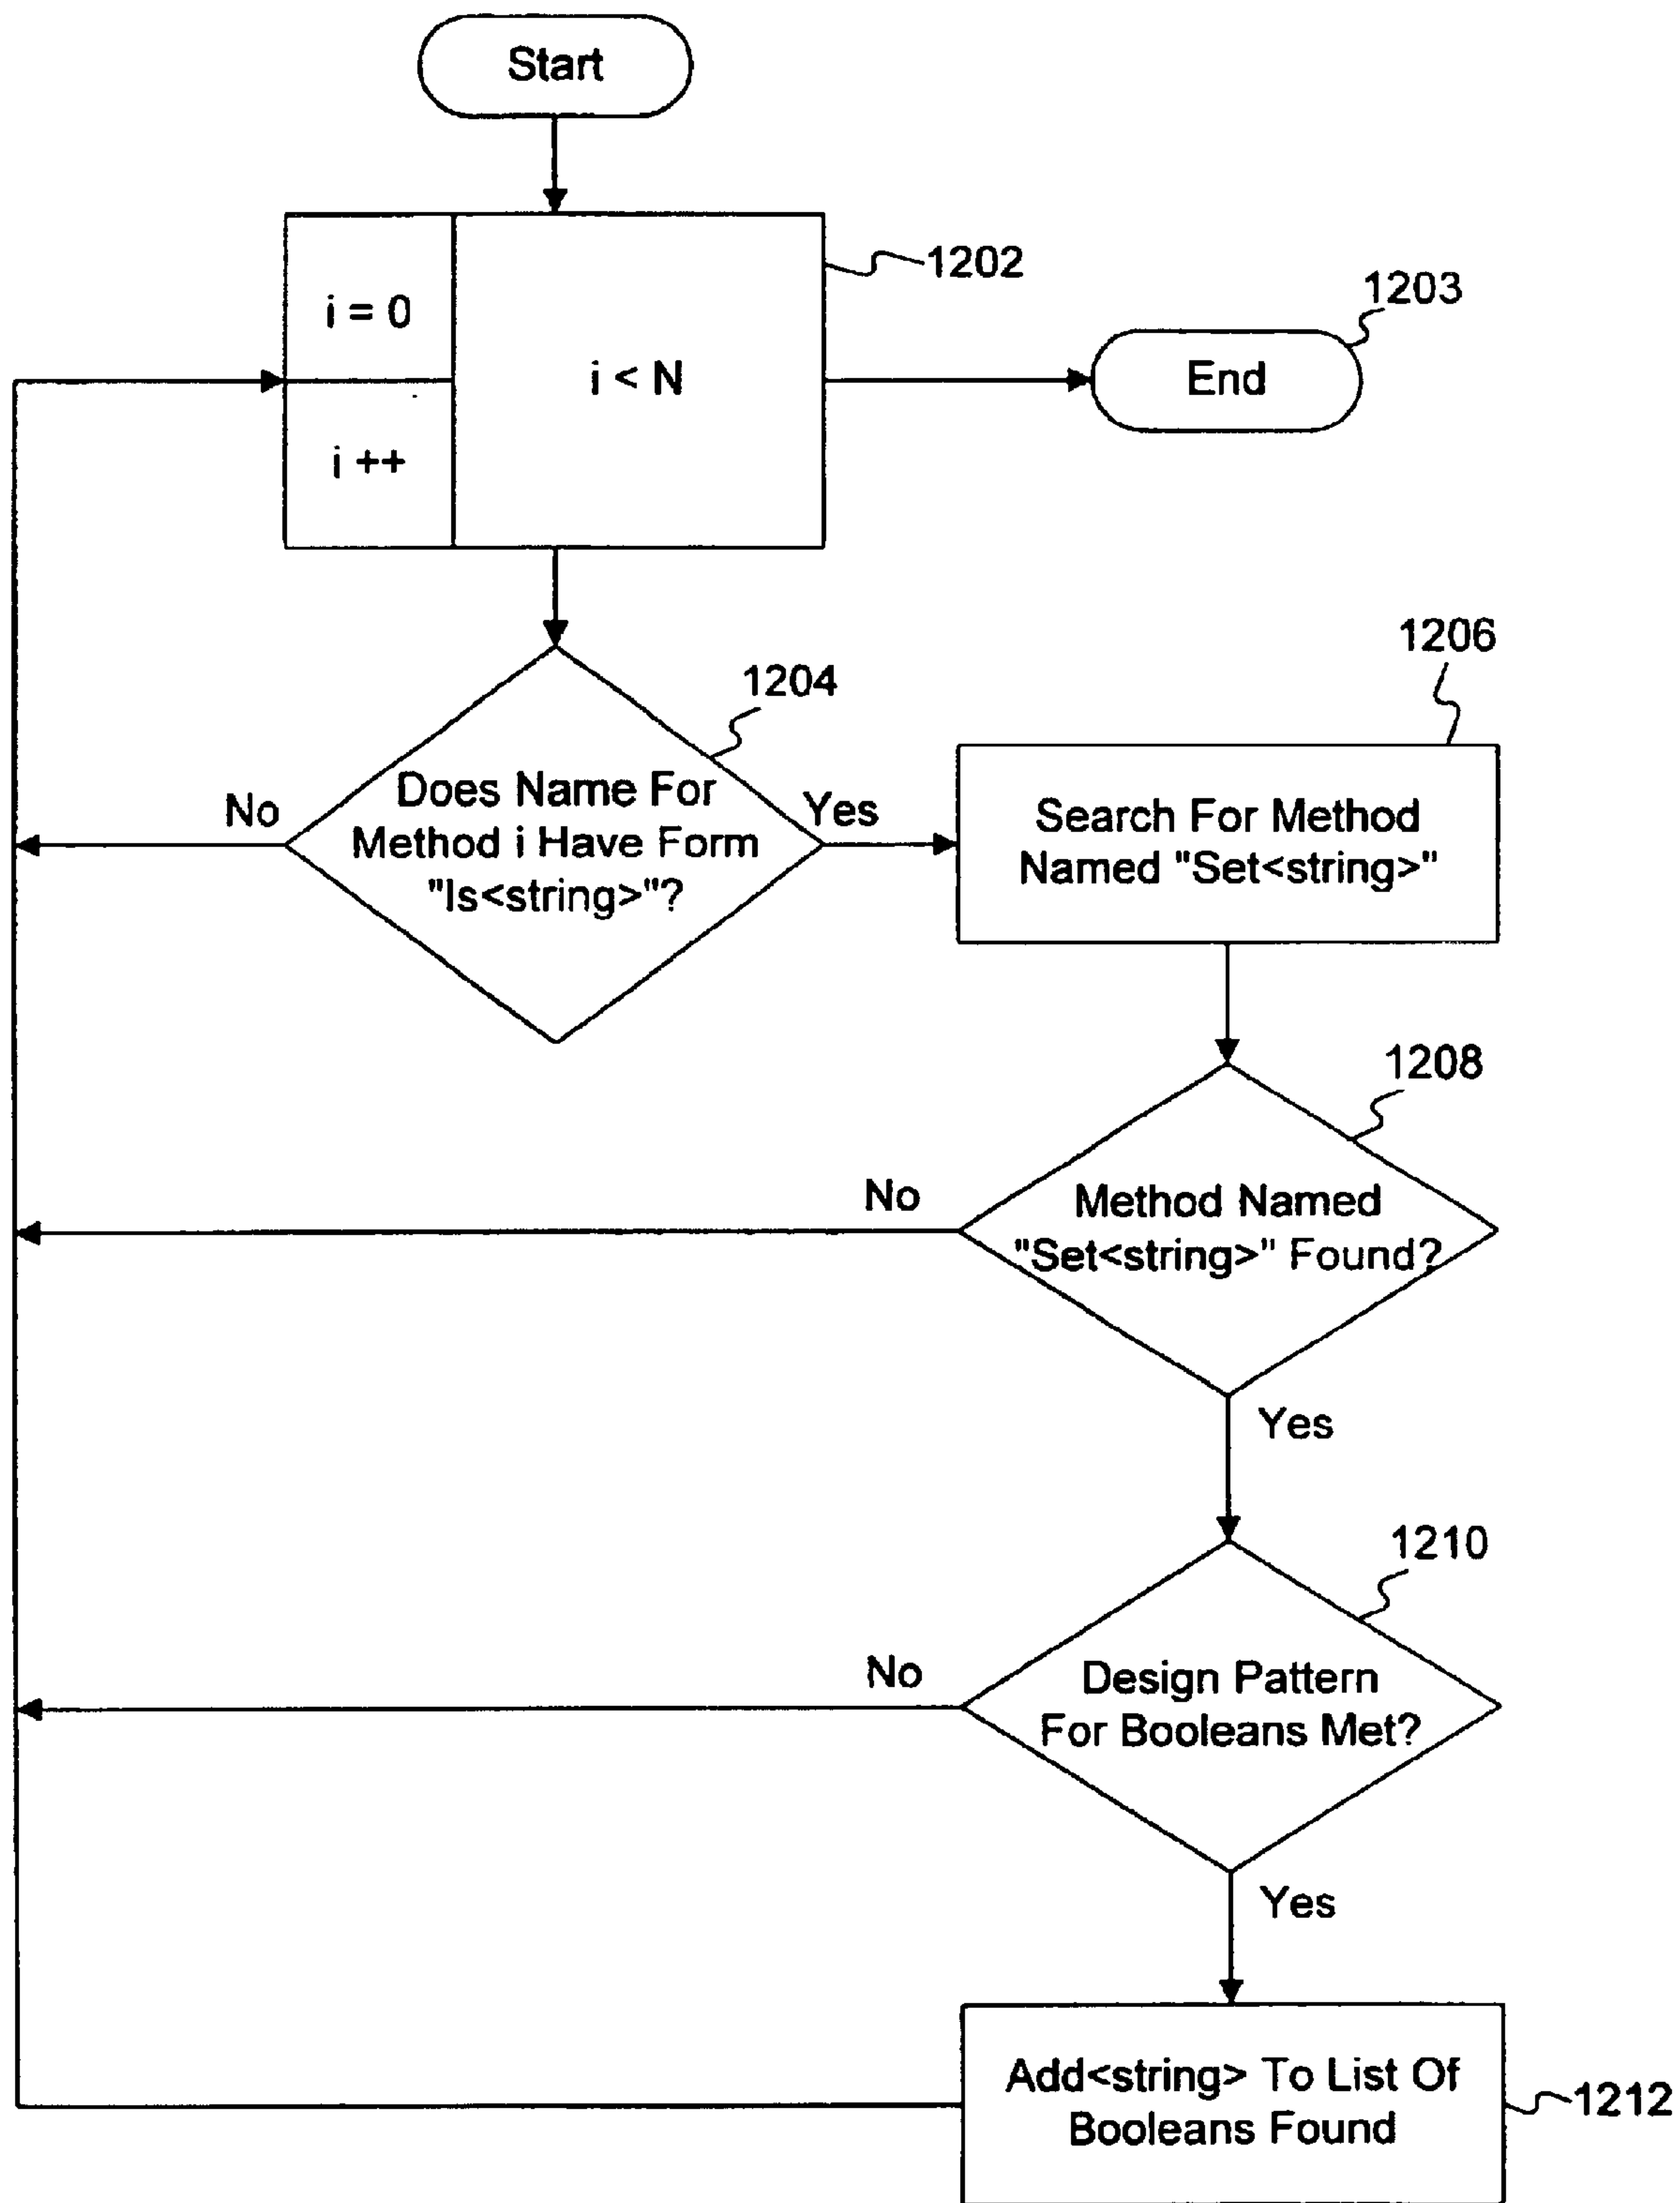 Start
1202
i = 0
i < N
i ++
1203
End
1204
Does Name For
Method i Have Form
"Is<string>"?
No
Yes
1206
Search For Method
Named "Set<string>"
1208
Method Named
"Set<string>" Found?
No
Yes
1210
Design Pattern
For Booleans Met?
No
Yes
Add<string> To List Of
Booleans Found
1212